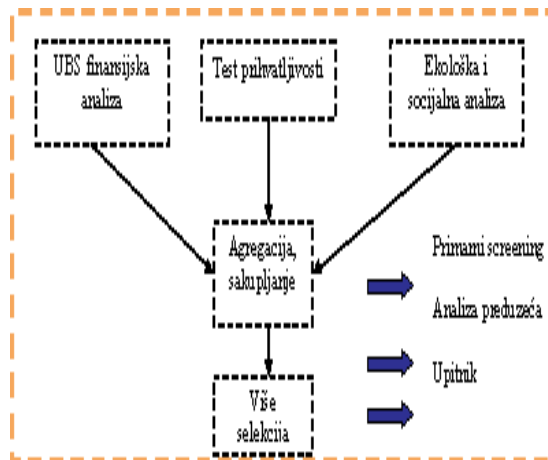 UBS finansijska
analiza
Test prihvatljivosti
Ekološka i
socijalna analiza
Agregacija,
sakupljanje
Primarni screening
Analiza preduzeća
Upitnik
Više
selekcija